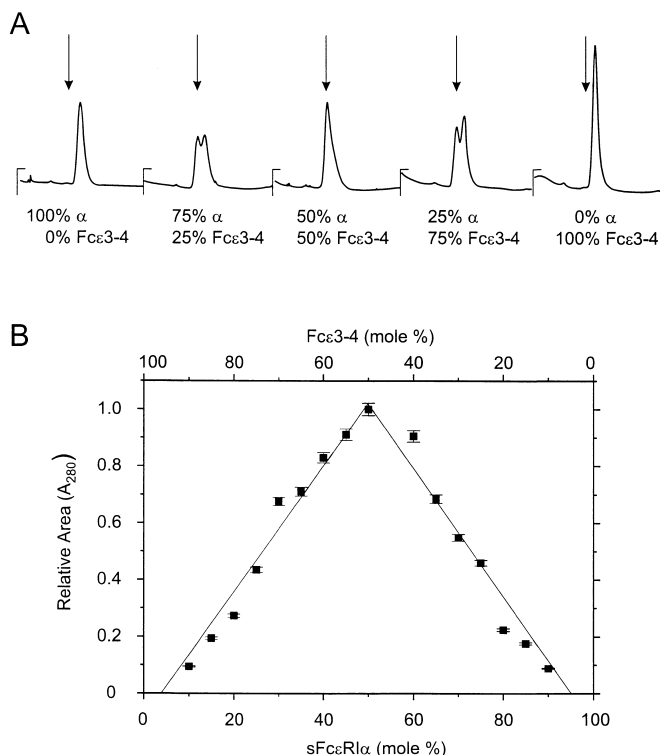 A
100% α
0% Fcε3-4
75% α
25% Fcε3-4
50% α
50% Fcε3-4
25% α
75% Fcε3-4
0% α
100% Fcε3-4
B
Fcε3-4 (mole %)
100 80 60 40 20 0
1.0
0.8
0.6
0.4
0.2
0
Relative Area (A280)
0 20 40 60 80 100
sFcεRIα (mole %)